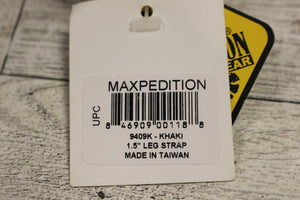 MAXPEDITION
UPC
8 46909 00118 8
9409K - KHAKI
1.5" LEG STRAP
MADE IN TAIWAN